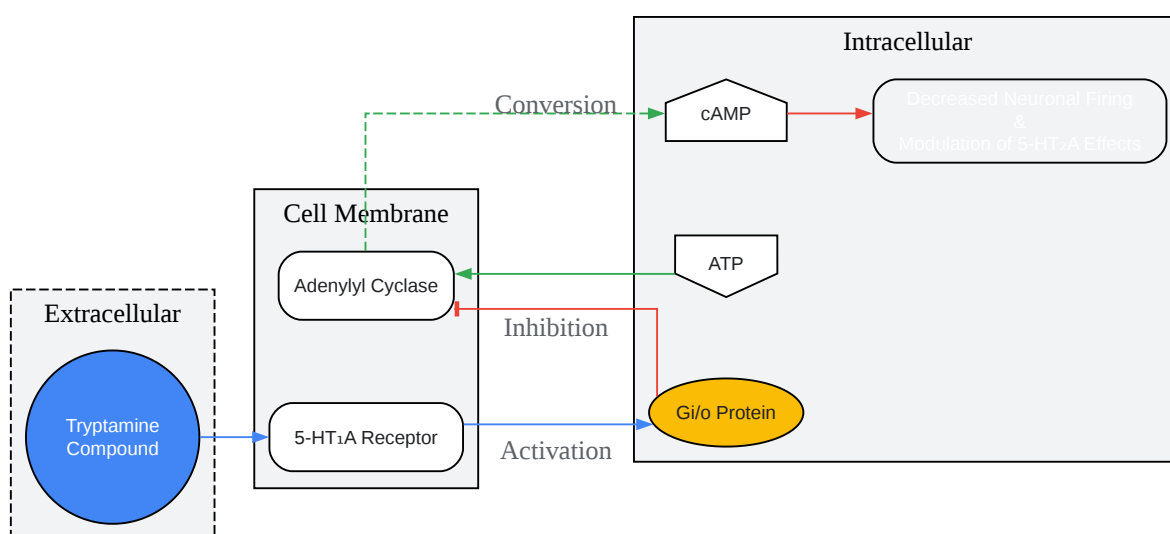 Intracellular
Conversion
cAMP
Decreased Neuronal Firing
&
Modulation of 5-HT₂A Effects
Cell Membrane
Adenylyl Cyclase
ATP
Extracellular
Inhibition
Tryptamine
Compound
5-HT₁A Receptor
Gi/o Protein
Activation